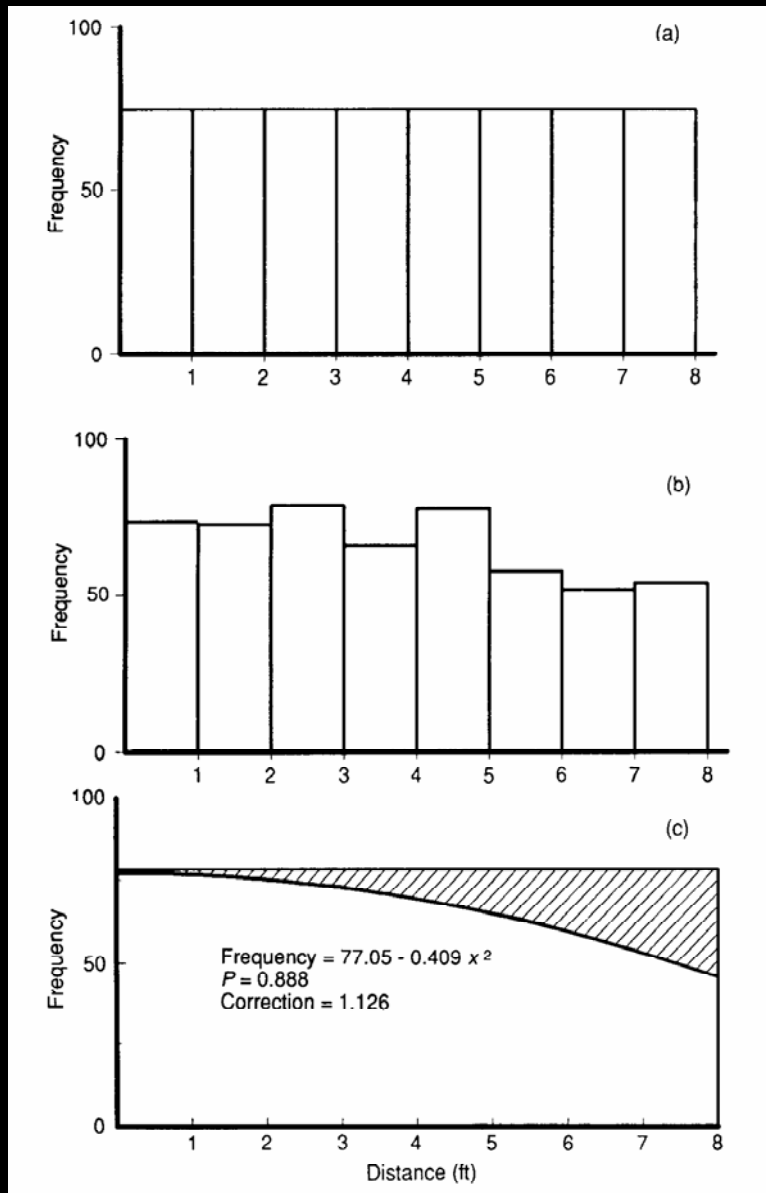 (a)
100
50
0
Frequency
1 2 3 4 5 6 7 8
(b)
100
50
0
Frequency
1 2 3 4 5 6 7 8
(c)
100
50
0
Frequency
Frequency = 77.05 - 0.409 x²
P = 0.888
Correction = 1.126
1 2 3 4 5 6 7 8
Distance (ft)